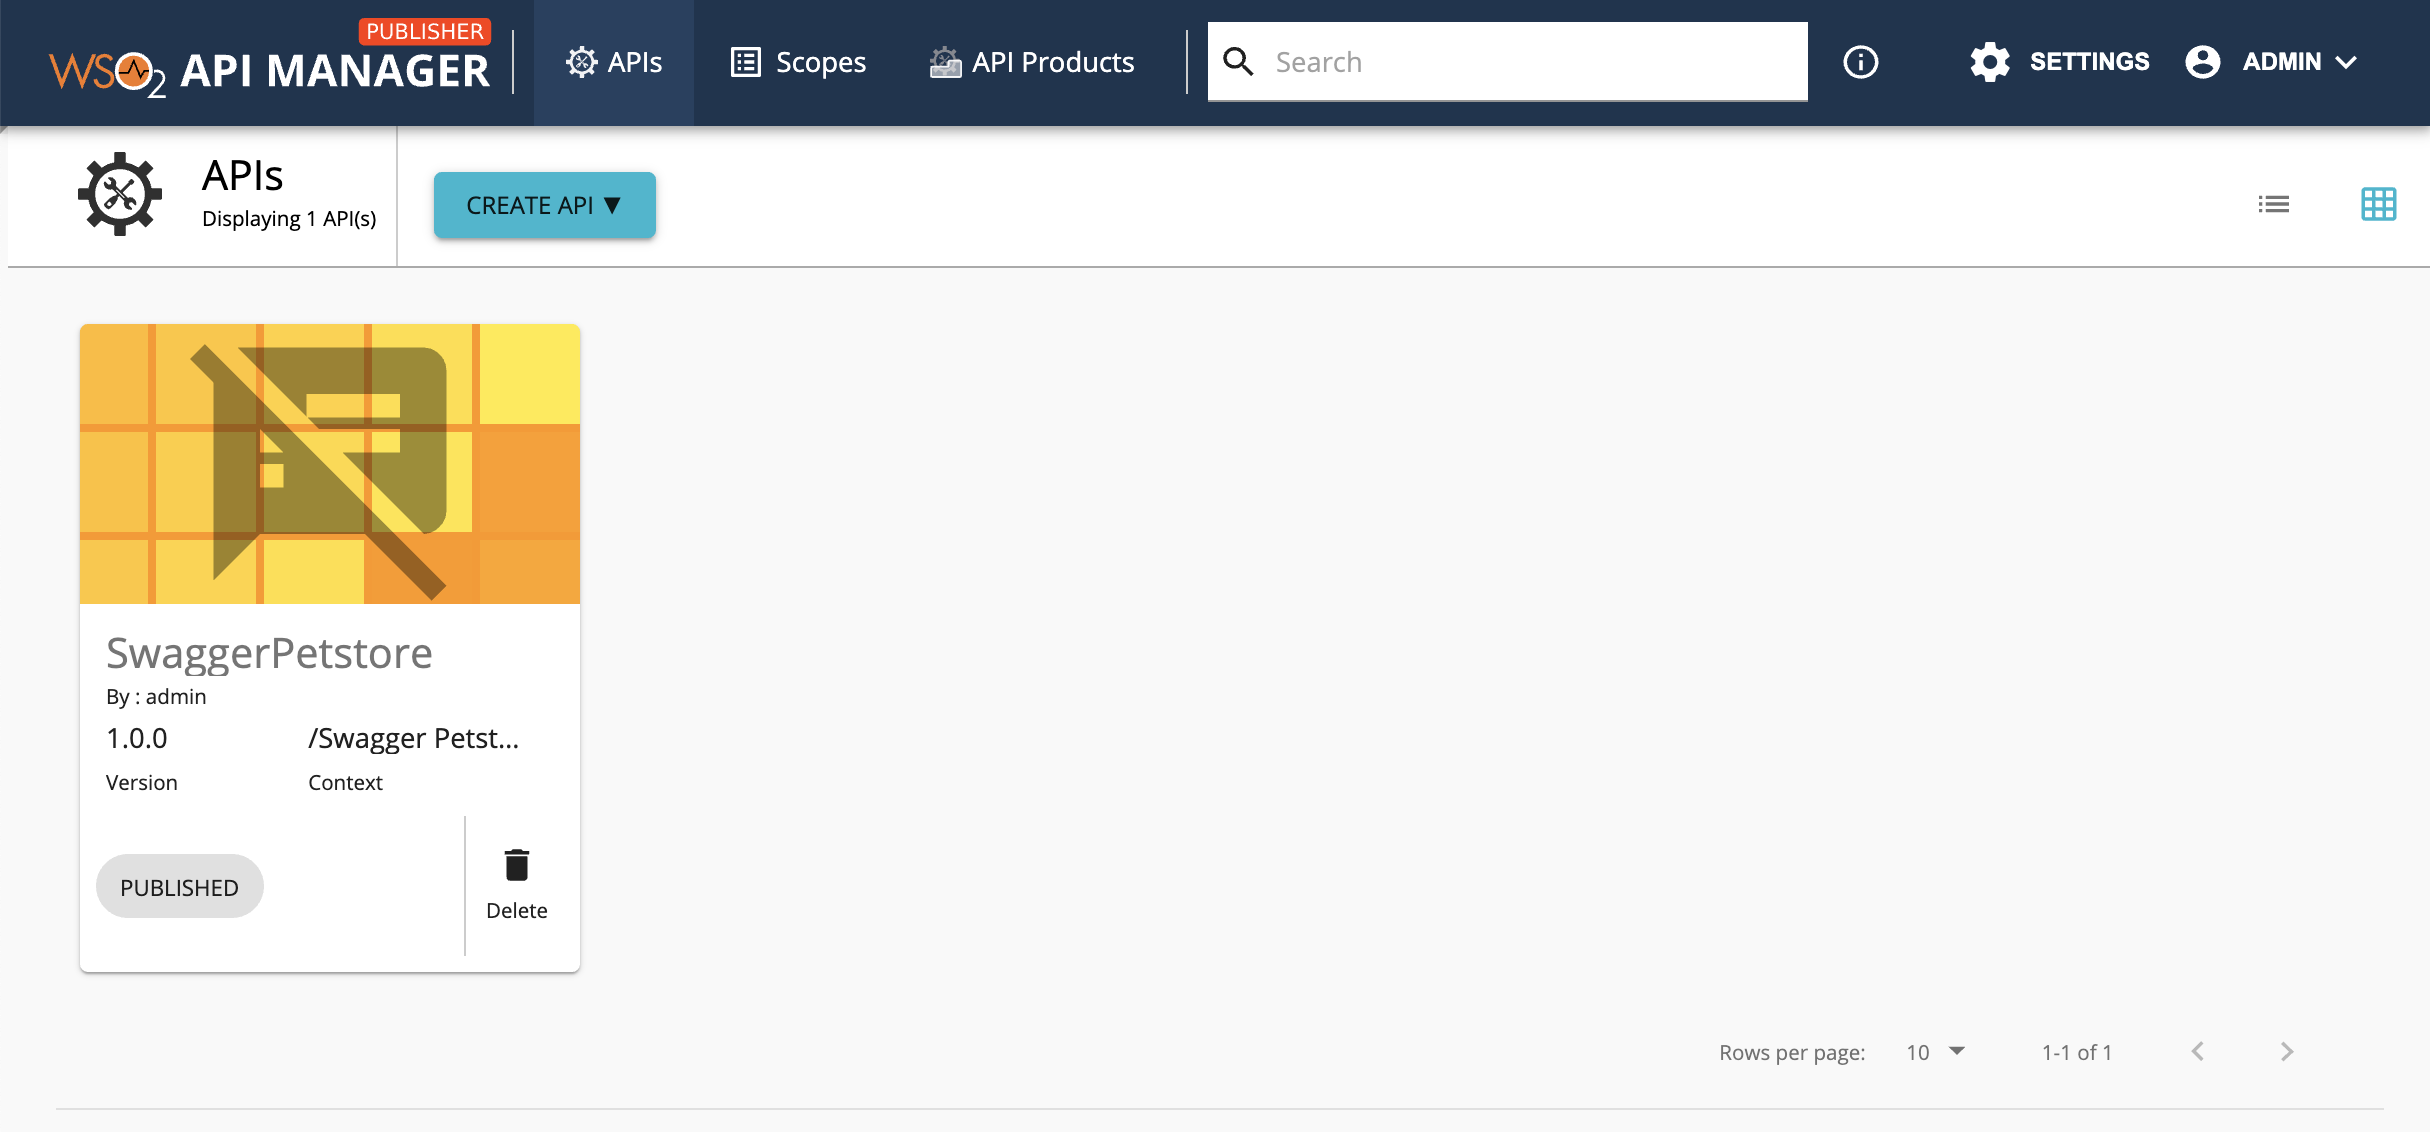 PUBLISHER
WSO2 API MANAGER
APIs
Scopes
API Products
Search
SETTINGS
ADMIN
APIs
Displaying 1 API(s)
CREATE API ▼
SwaggerPetstore
By : admin
1.0.0
/Swagger Petst...
Version
Context
PUBLISHED
Delete
Rows per page:
10
1-1 of 1